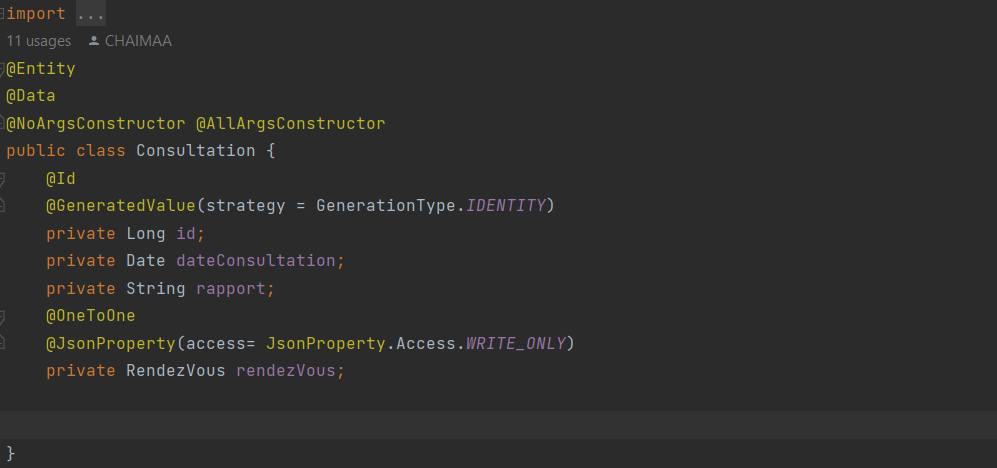 import ...
11 usages CHAIMAA
@Entity
@Data
@NoArgsConstructor @AllArgsConstructor
public class Consultation {
    @Id
    @GeneratedValue(strategy = GenerationType.IDENTITY)
    private Long id;
    private Date dateConsultation;
    private String rapport;
    @OneToOne
    @JsonProperty(access= JsonProperty.Access.WRITE_ONLY)
    private RendezVous rendezVous;
}